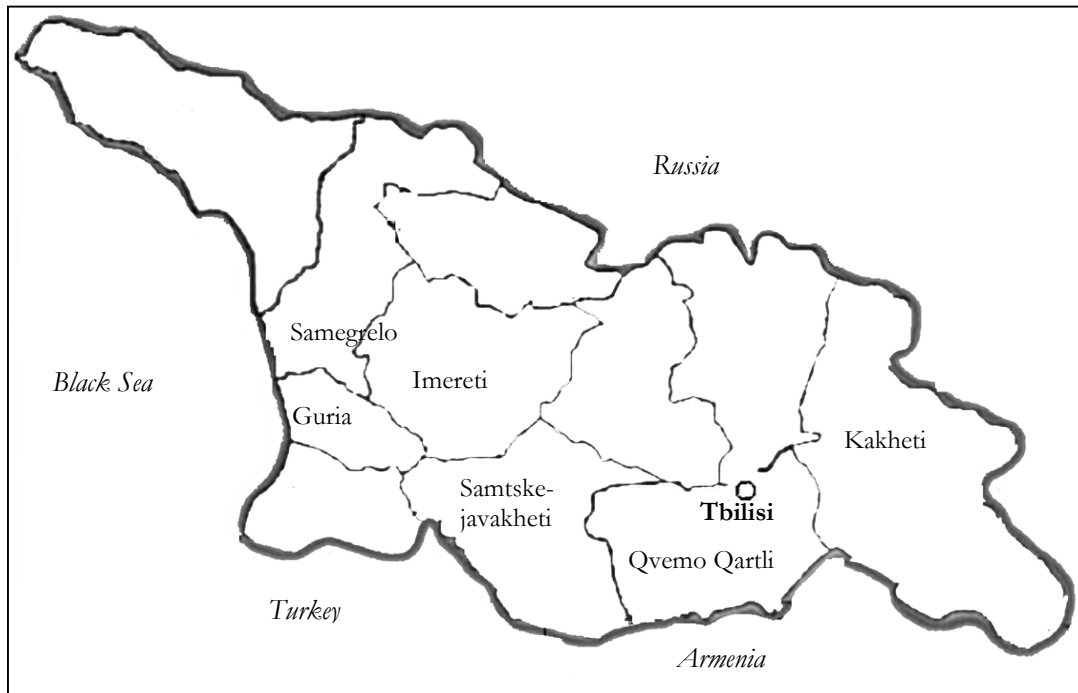 Russia
Samegrelo
Black Sea
Imereti
Guria
Kakheti
Samtske-
javakheti
Tbilisi
Qvemo Qartli
Turkey
Armenia